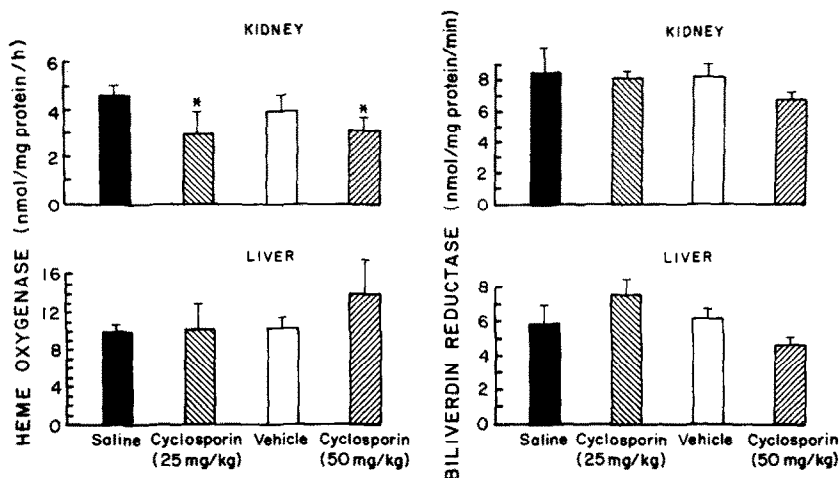 KIDNEY
HEME OXYGENASE (nmol/mg protein/h)
6
4
2
0
*
*
LIVER
16
12
8
4
0
Saline Cyclosporin Vehicle Cyclosporin
(25 mg/kg) (50 mg/kg)
KIDNEY
BILIVERDIN REDUCTASE (nmol/mg protein/min)
8
6
4
2
0
LIVER
8
6
4
2
0
Saline Cyclosporin Vehicle Cyclosporin
(25 mg/kg) (50 mg/kg)